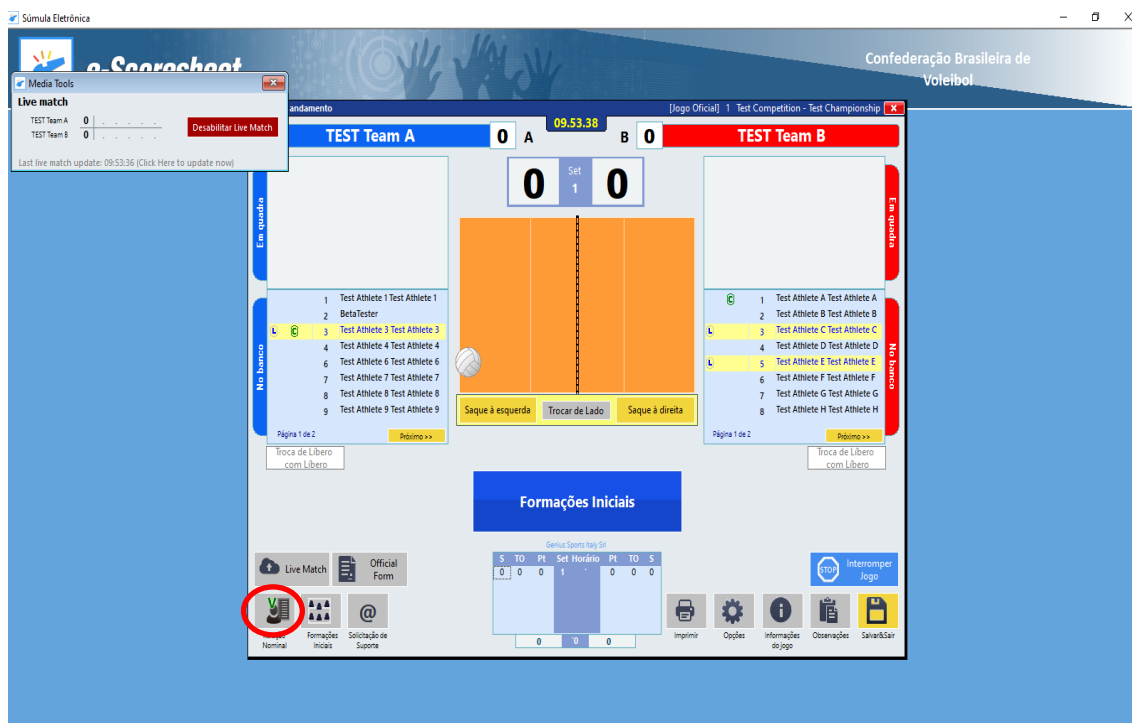 Súmula Eletrônica
e-Scoresheet
Confederação Brasileira de
Voleibol
Media Tools
Live match
TEST Team A 0 . . . . .
TEST Team B 0 . . . . .
Desabilitar Live Match
Last live match update: 09:53:36 (Click Here to update now)
andamento
[Jogo Oficial] 1 Test Competition - Test Championship
TEST Team A
0 A
09.53.38
B 0
TEST Team B
0
Set
1
0
Em quadra
Em quadra
No banco
1 Test Athlete 1 Test Athlete 1
2 BetaTester
L C 3 Test Athlete 3 Test Athlete 3
4 Test Athlete 4 Test Athlete 4
6 Test Athlete 6 Test Athlete 6
7 Test Athlete 7 Test Athlete 7
8 Test Athlete 8 Test Athlete 8
9 Test Athlete 9 Test Athlete 9
Página 1 de 2
Próximo >>
Troca de Líbero
com Líbero
Saque à esquerda
Trocar de Lado
Saque à direita
No banco
C 1 Test Athlete A Test Athlete A
2 Test Athlete B Test Athlete B
L 3 Test Athlete C Test Athlete C
4 Test Athlete D Test Athlete D
L 5 Test Athlete E Test Athlete E
6 Test Athlete F Test Athlete F
7 Test Athlete G Test Athlete G
8 Test Athlete H Test Athlete H
Página 1 de 2
Próximo >>
Troca de Líbero
com Líbero
Formações Iniciais
Genius Sports Italy Srl
S TO Pt Set Horário Pt TO S
0 0 0 1 ' 0 0 0
0 '0 0
Live Match
Official
Form
STOP
Interromper
Jogo
Nominal
Formações
Iniciais
@
Solicitação de
Suporte
Imprimir
Opções
Informações
do jogo
Observações
Salvar&Sair